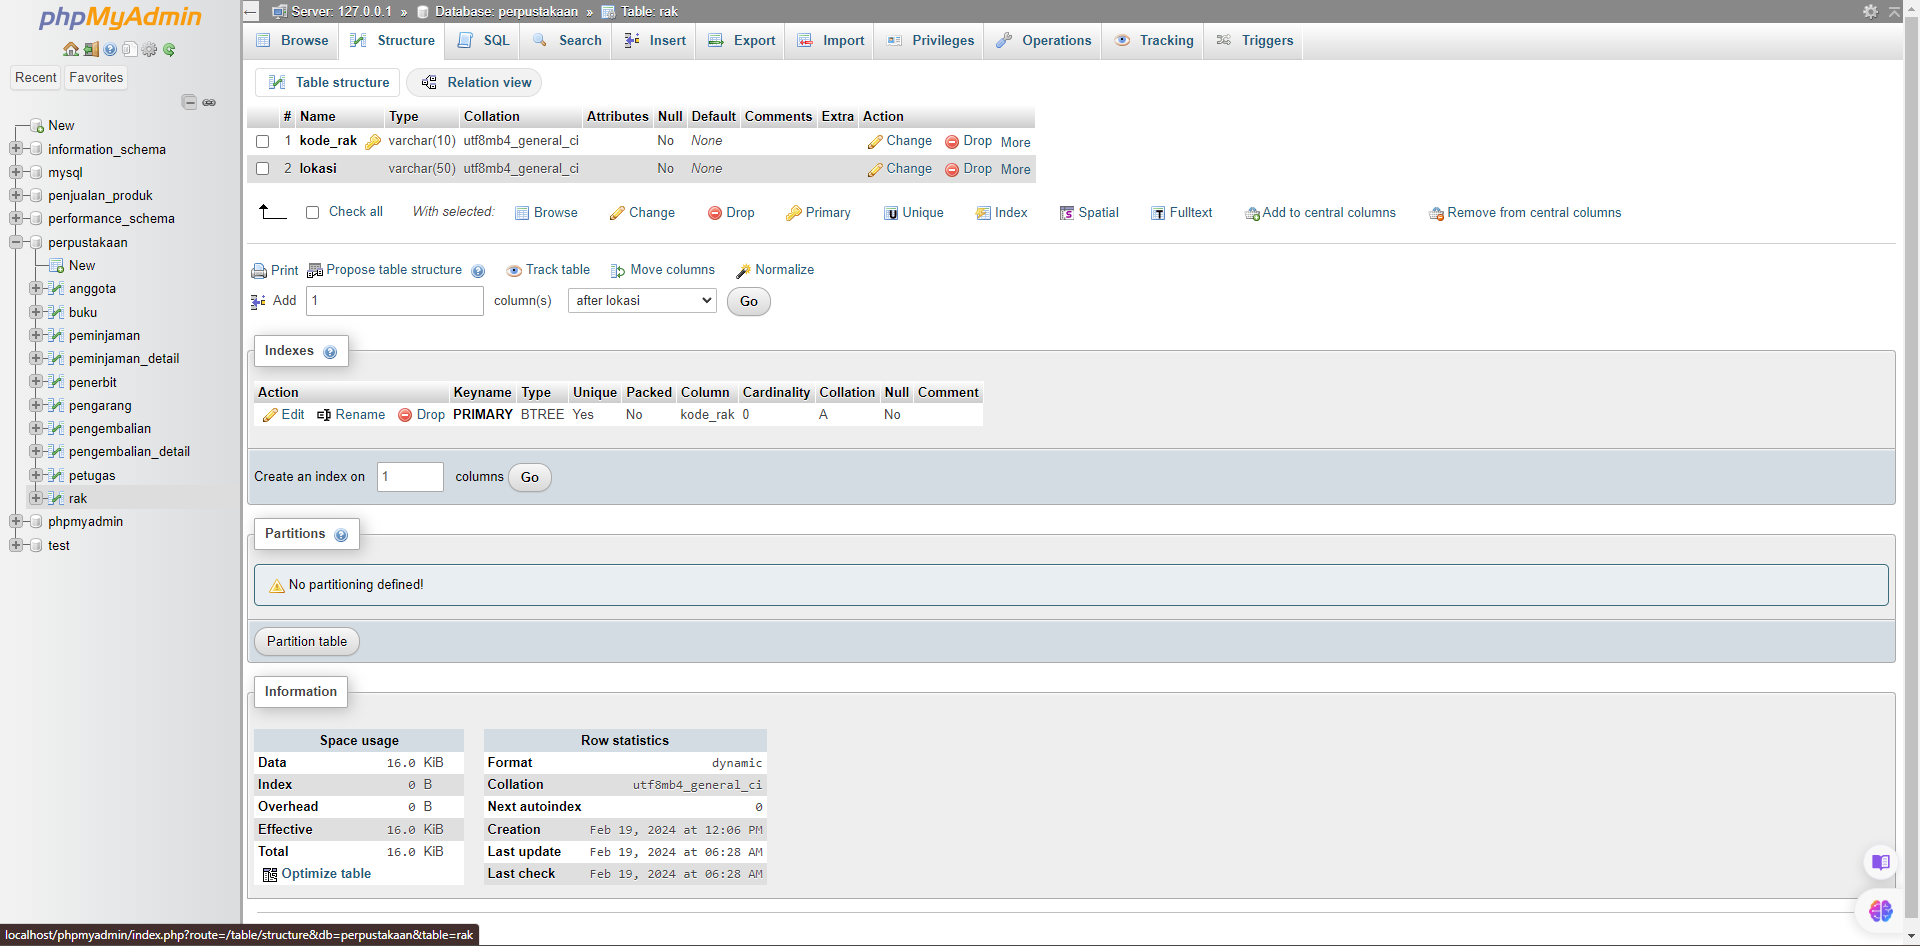 phpMyAdmin
Recent Favorites
New
information_schema
mysql
penjualan_produk
performance_schema
perpustakaan
New
anggota
buku
peminjaman
peminjaman_detail
penerbit
pengarang
pengembalian
pengembalian_detail
petugas
rak
phpmyadmin
test
Server: 127.0.0.1 » Database: perpustakaan » Table: rak
Browse Structure SQL Search Insert Export Import Privileges Operations Tracking Triggers
Table structure Relation view
# Name Type Collation Attributes Null Default Comments Extra Action
1 kode_rak varchar(10) utf8mb4_general_ci No None Change Drop More
2 lokasi varchar(50) utf8mb4_general_ci No None Change Drop More
Check all With selected: Browse Change Drop Primary Unique Index Spatial Fulltext Add to central columns Remove from central columns
Print Propose table structure Track table Move columns Normalize
Add 1 column(s) after lokasi Go
Indexes
Action Keyname Type Unique Packed Column Cardinality Collation Null Comment
Edit Rename Drop PRIMARY BTREE Yes No kode_rak 0 A No
Create an index on 1 columns Go
Partitions
No partitioning defined!
Partition table
Information
Space usage
Data 16.0 KiB
Index 0 B
Overhead 0 B
Effective 16.0 KiB
Total 16.0 KiB
Optimize table
Row statistics
Format dynamic
Collation utf8mb4_general_ci
Next autoindex 0
Creation Feb 19, 2024 at 12:06 PM
Last update Feb 19, 2024 at 06:28 AM
Last check Feb 19, 2024 at 06:28 AM
localhost/phpmyadmin/index.php?route=/table/structure&db=perpustakaan&table=rak